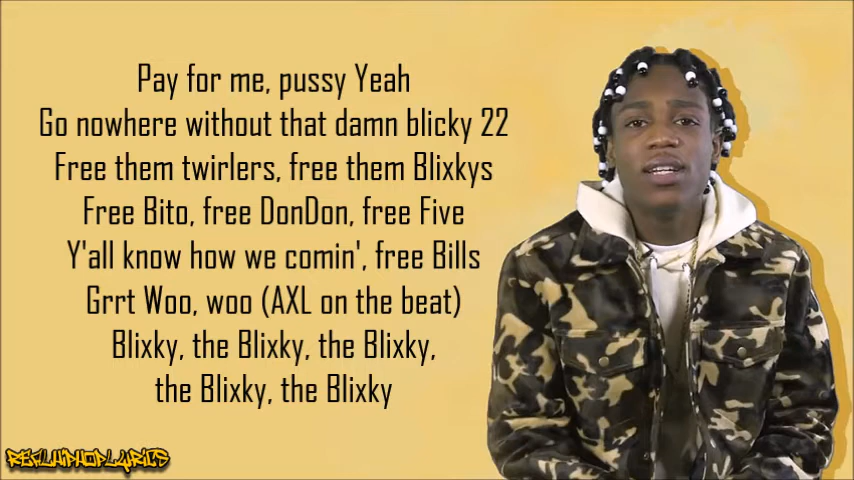 Pay for me, pussy Yeah
Go nowhere without that damn blicky 22
Free them twirlers, free them Blixkys
Free Bito, free DonDon, free Five
Y'all know how we comin', free Bills
Grrt Woo, woo (AXL on the beat)
Blixky, the Blixky, the Blixky,
the Blixky, the Blixky
REALHIPHOPLYRICS